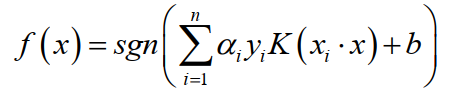 f(x) = sgn(∑_{i=1}^{n} α_i y_i K(x_i · x) + b)